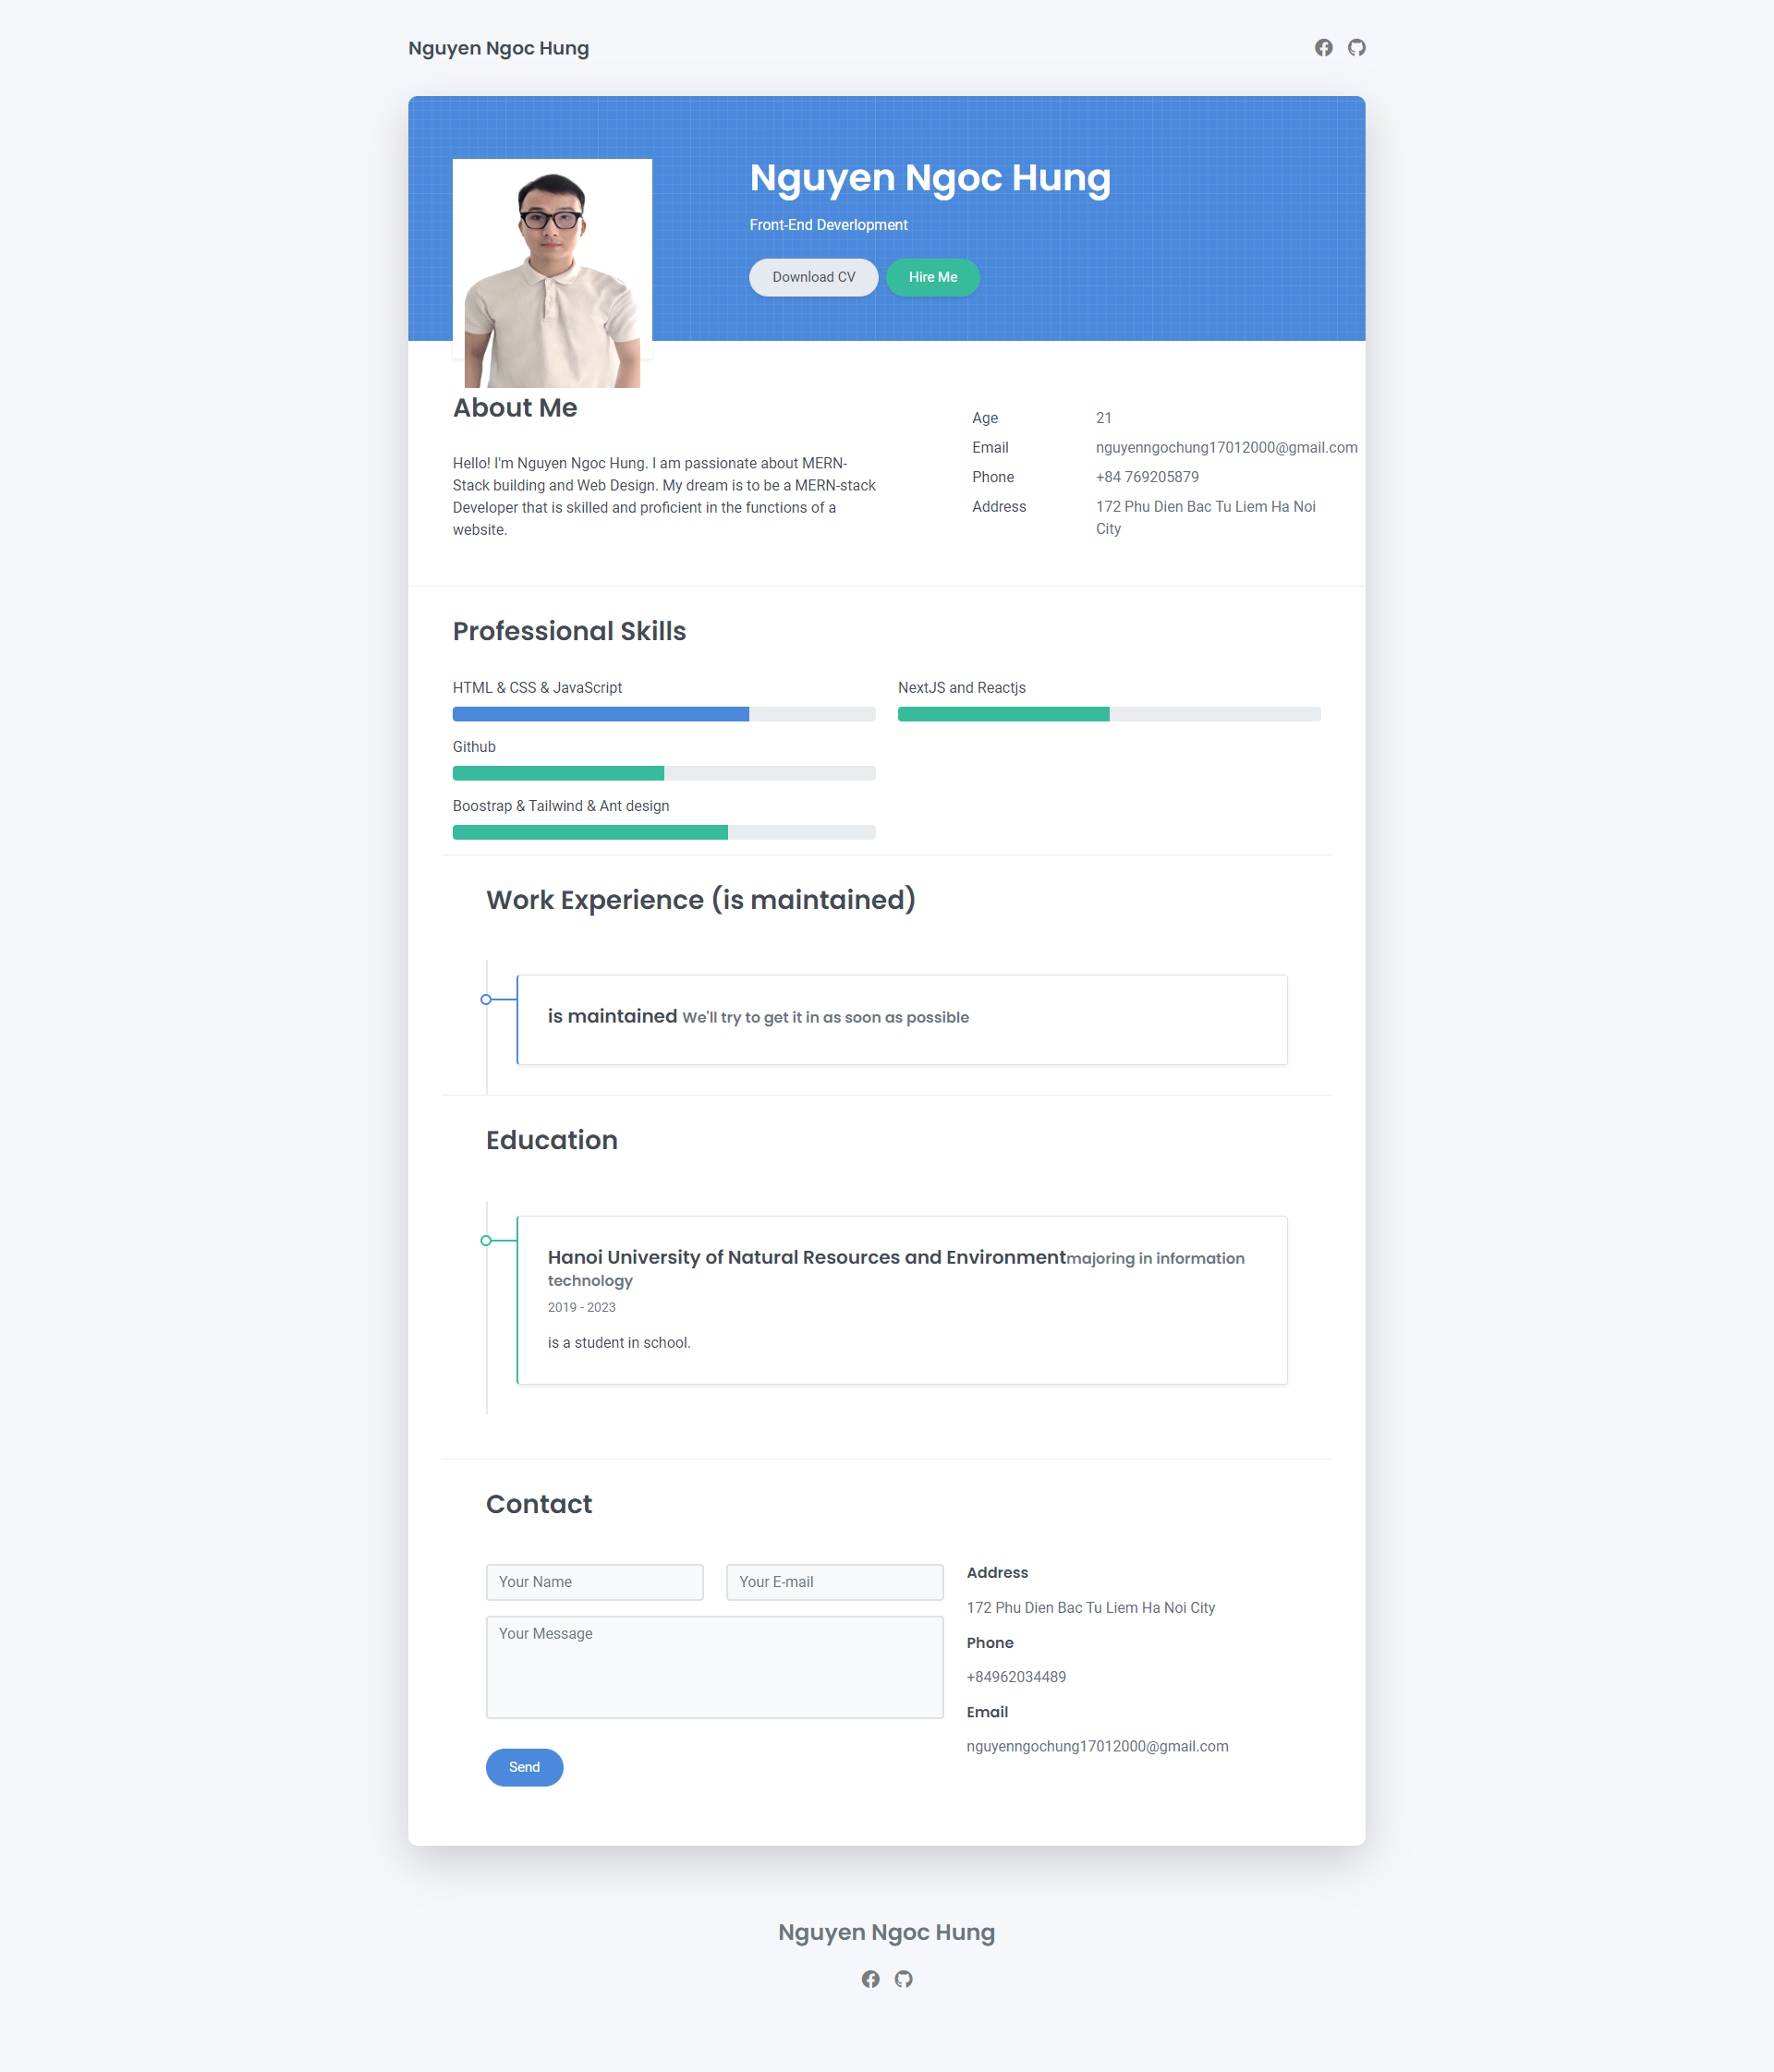 Nguyen Ngoc Hung
Nguyen Ngoc Hung
Front-End Deverlopment
Download CV
Hire Me
About Me
Hello! I'm Nguyen Ngoc Hung. I am passionate about MERN-
Stack building and Web Design. My dream is to be a MERN-stack
Developer that is skilled and proficient in the functions of a
website.
Age 21
Email nguyenngochung17012000@gmail.com
Phone +84 769205879
Address 172 Phu Dien Bac Tu Liem Ha Noi
City
Professional Skills
HTML & CSS & JavaScript
NextJS and Reactjs
Github
Boostrap & Tailwind & Ant design
Work Experience (is maintained)
is maintained We'll try to get it in as soon as possible
Education
Hanoi University of Natural Resources and Environmentmajoring in information
technology
2019 - 2023
is a student in school.
Contact
Your Name
Your E-mail
Your Message
Send
Address
172 Phu Dien Bac Tu Liem Ha Noi City
Phone
+84962034489
Email
nguyenngochung17012000@gmail.com
Nguyen Ngoc Hung